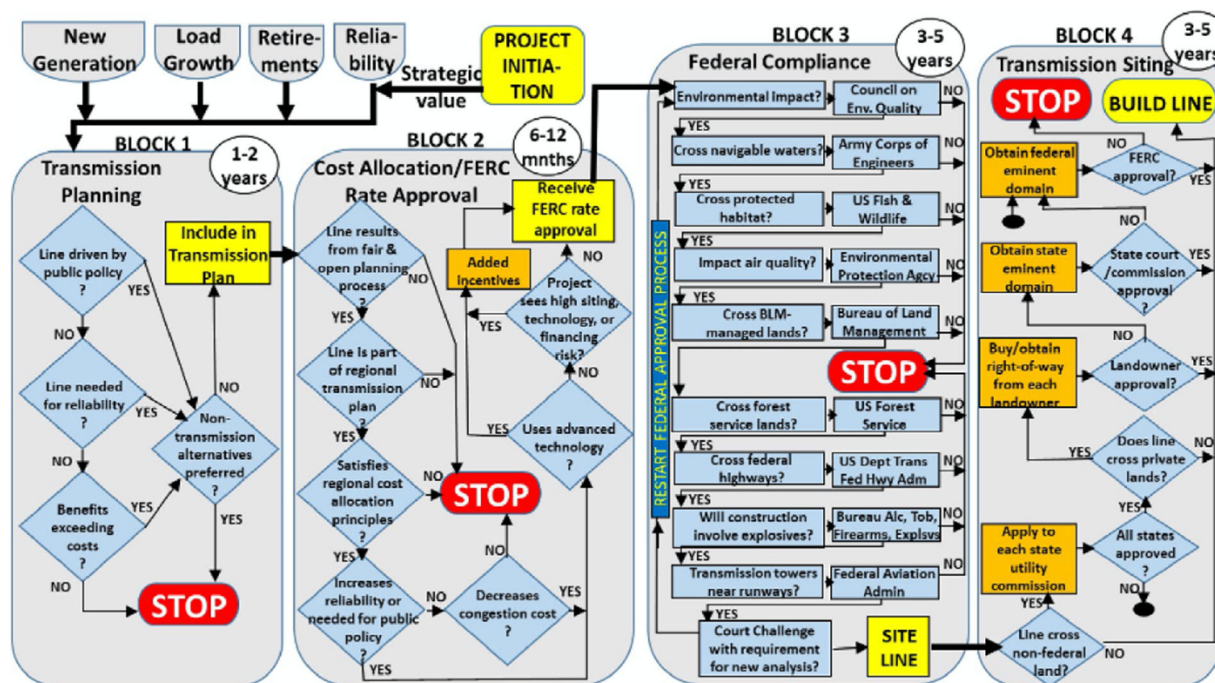 New
Generation
Load
Growth
Retire-
ments
Relia-
bility
Strategic
value
PROJECT
INITIA-
TION
BLOCK 1
1-2
years
Transmission
Planning
Line driven by
public policy
?
YES
NO
Include in
Transmission
Plan
Line needed
for reliability
?
YES
NO
NO
Non-
transmission
alternatives
preferred
?
YES
Benefits
exceeding
costs?
YES
NO
STOP
BLOCK 2
6-12
mnths
Cost Allocation/FERC
Rate Approval
Receive
FERC rate
approval
Line results
from fair &
open planning
process ?
NO
YES
Added
Incentives
NO
Project
sees high siting,
technology, or
financing
risk?
YES
Line is part
of regional
transmission
plan ?
NO
YES
NO
Uses advanced
technology
?
YES
Satisfies
regional cost
allocation
principles
?
NO
YES
STOP
NO
Increases
reliability or
needed for public
policy
?
NO
YES
Decreases
congestion cost
?
YES
BLOCK 3
3-5
years
Federal Compliance
RESTART FEDERAL APPROVAL PROCESS
Environmental impact?
Council on
Env. Quality
NO
YES
Cross navigable waters?
Army Corps of
Engineers
NO
YES
Cross protected
habitat?
US Fish &
Wildlife
NO
YES
Impact air quality?
Environmental
Protection Agcy
NO
YES
Cross BLM-
managed lands?
Bureau of Land
Management
NO
YES
STOP
Cross forest
service lands?
US Forest
Service
NO
YES
Cross federal
highways?
US Dept Trans
Fed Hwy Adm
NO
YES
Will construction
involve explosives?
Bureau Alc, Tob,
Firearms, Explsvs
NO
YES
Transmission towers
near runways?
Federal Aviation
Admin
NO
YES
Court Challenge
with requirement
for new analysis?
SITE
LINE
BLOCK 4
3-5
years
Transmission Siting
STOP
BUILD LINE
NO
Obtain federal
eminent
domain
FERC
approval?
YES
NO
Obtain state
eminent
domain
State court
/commission
approval
?
YES
NO
Buy/obtain
right-of-way
from each
landowner
Landowner
approval?
YES
YES
Does line
cross private
lands?
NO
YES
Apply to
each state
utility
commission
All states
approved
?
NO
YES
Line cross
non-federal
land?
NO